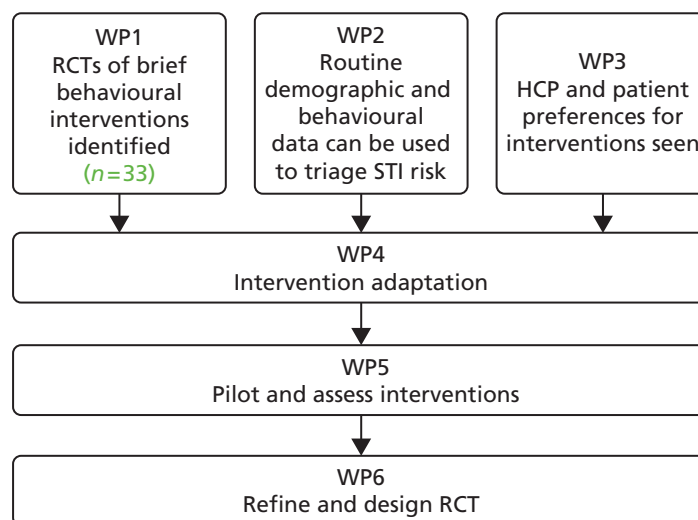 WP1
RCTs of brief
behavioural
interventions
identified
(n=33)
WP2
Routine
demographic and
behavioural
data can be used
to triage STI risk
WP3
HCP and patient
preferences for
interventions seen
WP4
Intervention adaptation
WP5
Pilot and assess interventions
WP6
Refine and design RCT